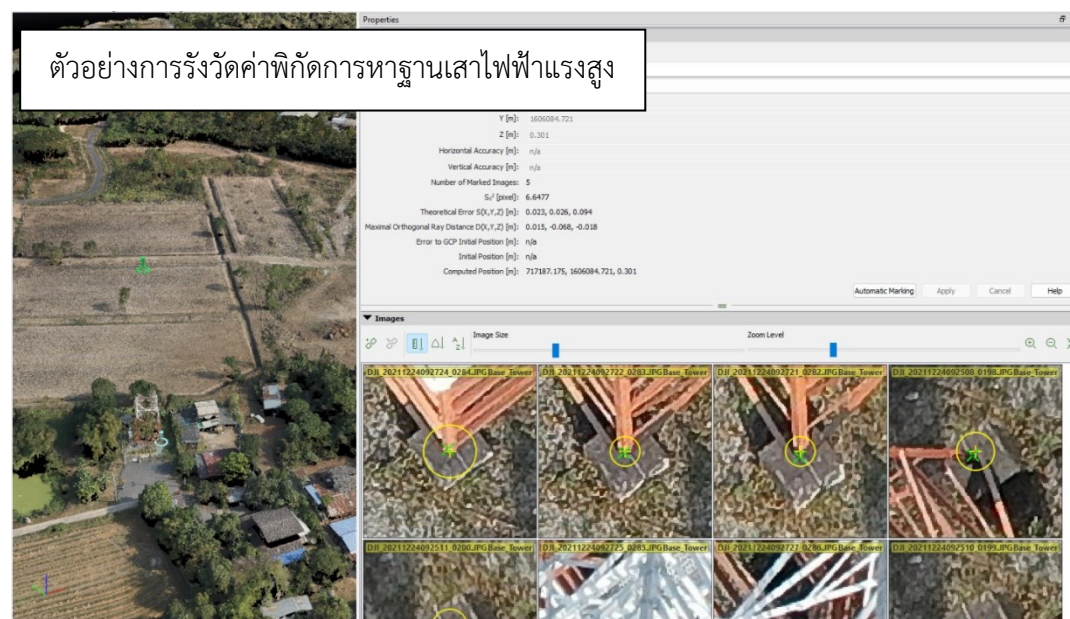 Properties
ตัวอย่างการรังวัดค่าพิกัดการหาฐานเสาไฟฟ้าแรงสูง
Y [m]: 1606084.721
Z [m]: 0.301
Horizontal Accuracy [m]: n/a
Vertical Accuracy [m]: n/a
Number of Marked Images: 5
S₀² [pixel]: 6.6477
Theoretical Error S(X,Y,Z) [m]: 0.023, 0.026, 0.094
Maximal Orthogonal Ray Distance D(X,Y,Z) [m]: 0.015, -0.068, -0.018
Error to GCP Initial Position [m]: n/a
Initial Position [m]: n/a
Computed Position [m]: 717187.175, 1606084.721, 0.301
Automatic Marking Apply Cancel Help
Images
Image Size Zoom Level
DJI_20211224092724_0284.JPG Base_Tower DJI_20211224092722_0283.JPG Base_Tower DJI_20211224092721_0282.JPG Base_Tower DJI_20211224092508_0198.JPG Base_Tower
DJI_20211224092511_0200.JPG Base_Tower DJI_20211224092725_0285.JPG Base_Tower DJI_20211224092727_0286.JPG Base_Tower DJI_20211224092510_0199.JPG Base_Tower